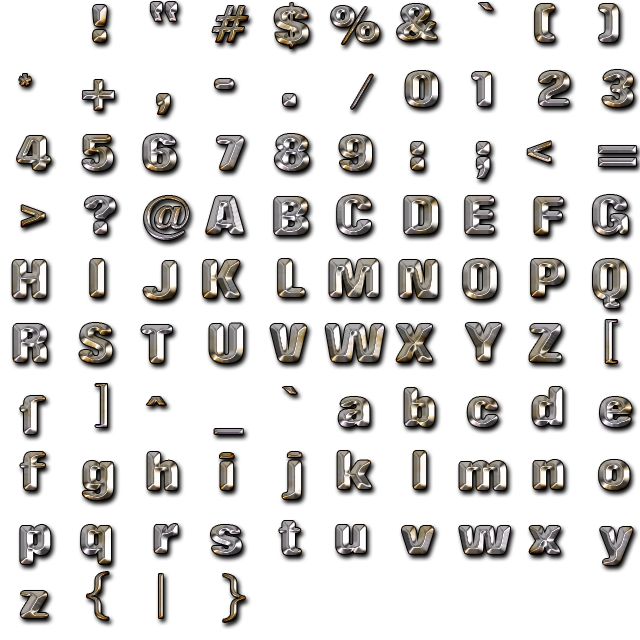 ! " # $ % & ` ( )
* + , - . / 0 1 2 3
4 5 6 7 8 9 : ; < =
> ? @ A B C D E F G
H I J K L M N O P Q
R S T U V W X Y Z [
ſ ] ^ _ ` a b c d e
f g h i j k l m n o
p q r s t u v w x y
z { | }